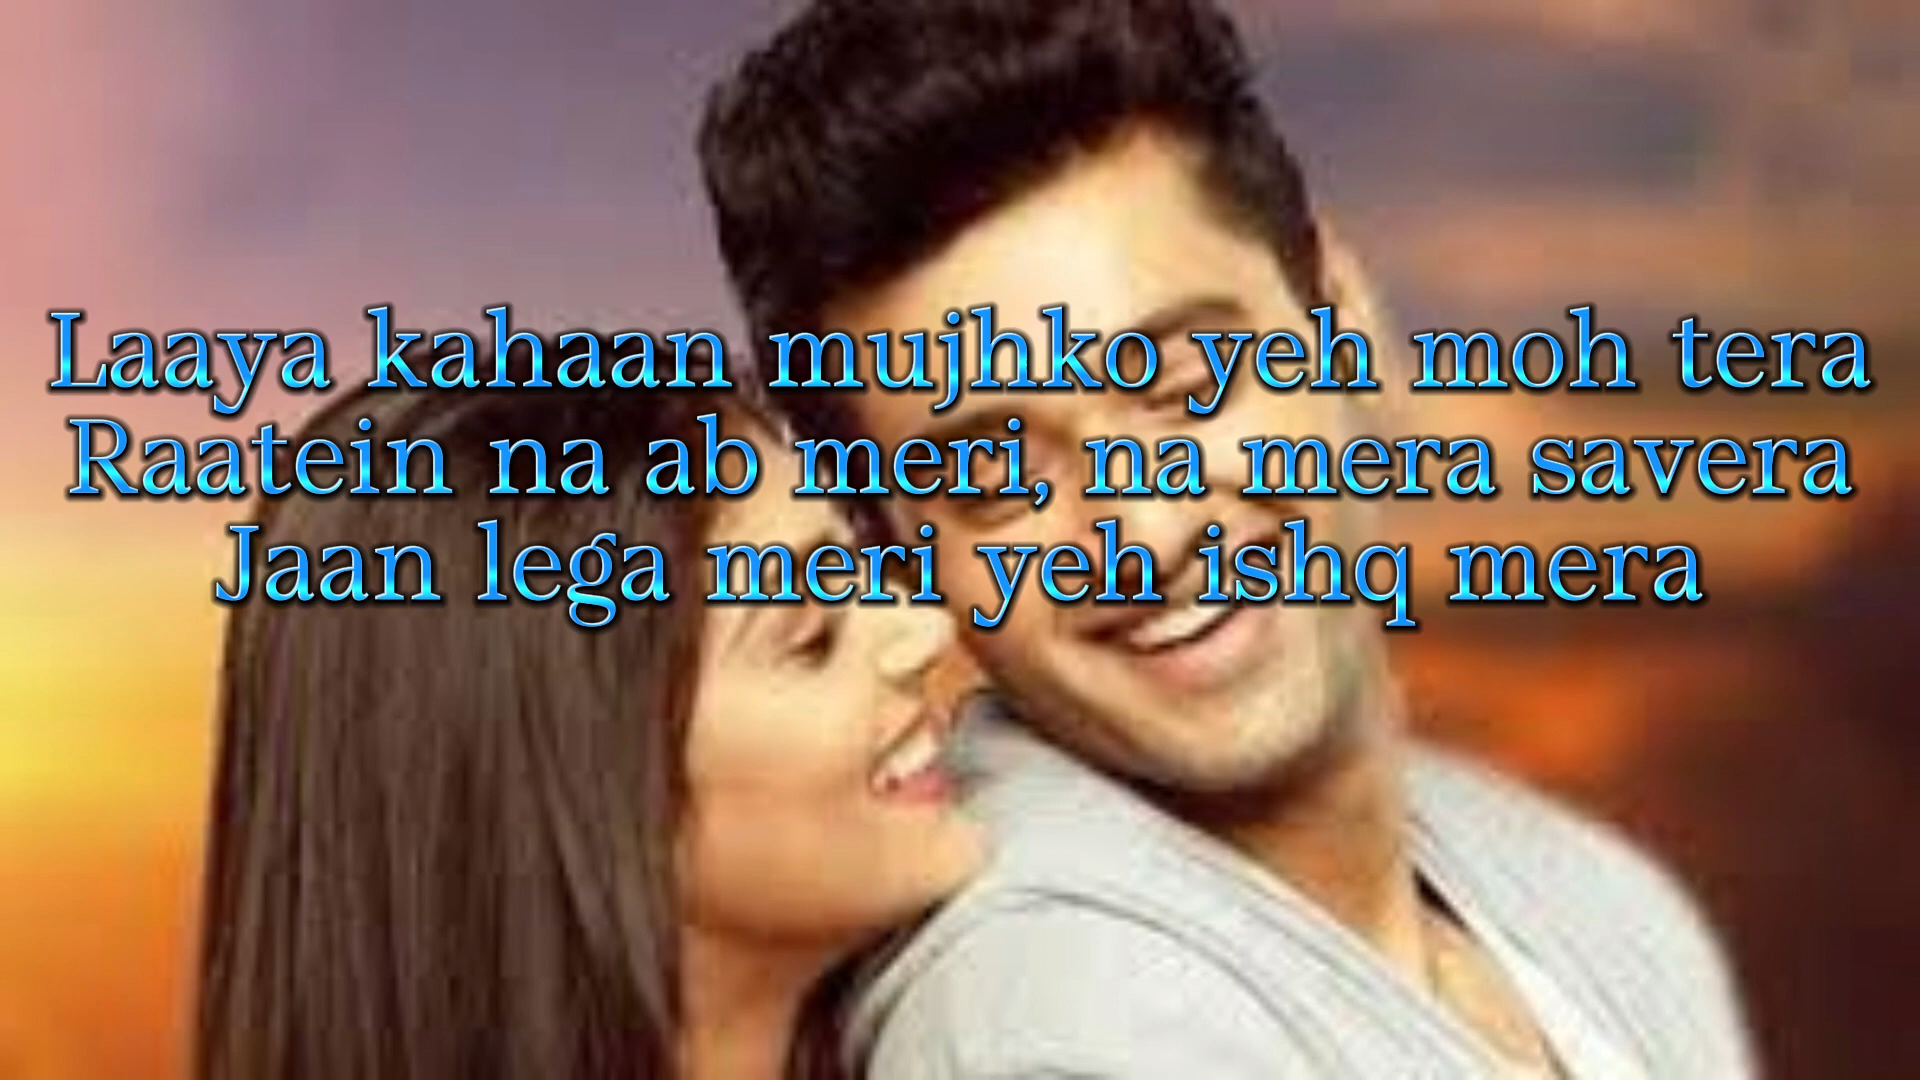 Laaya kahaan mujhko yeh moh tera
Raatein na ab meri, na mera savera
Jaan lega meri yeh ishq mera